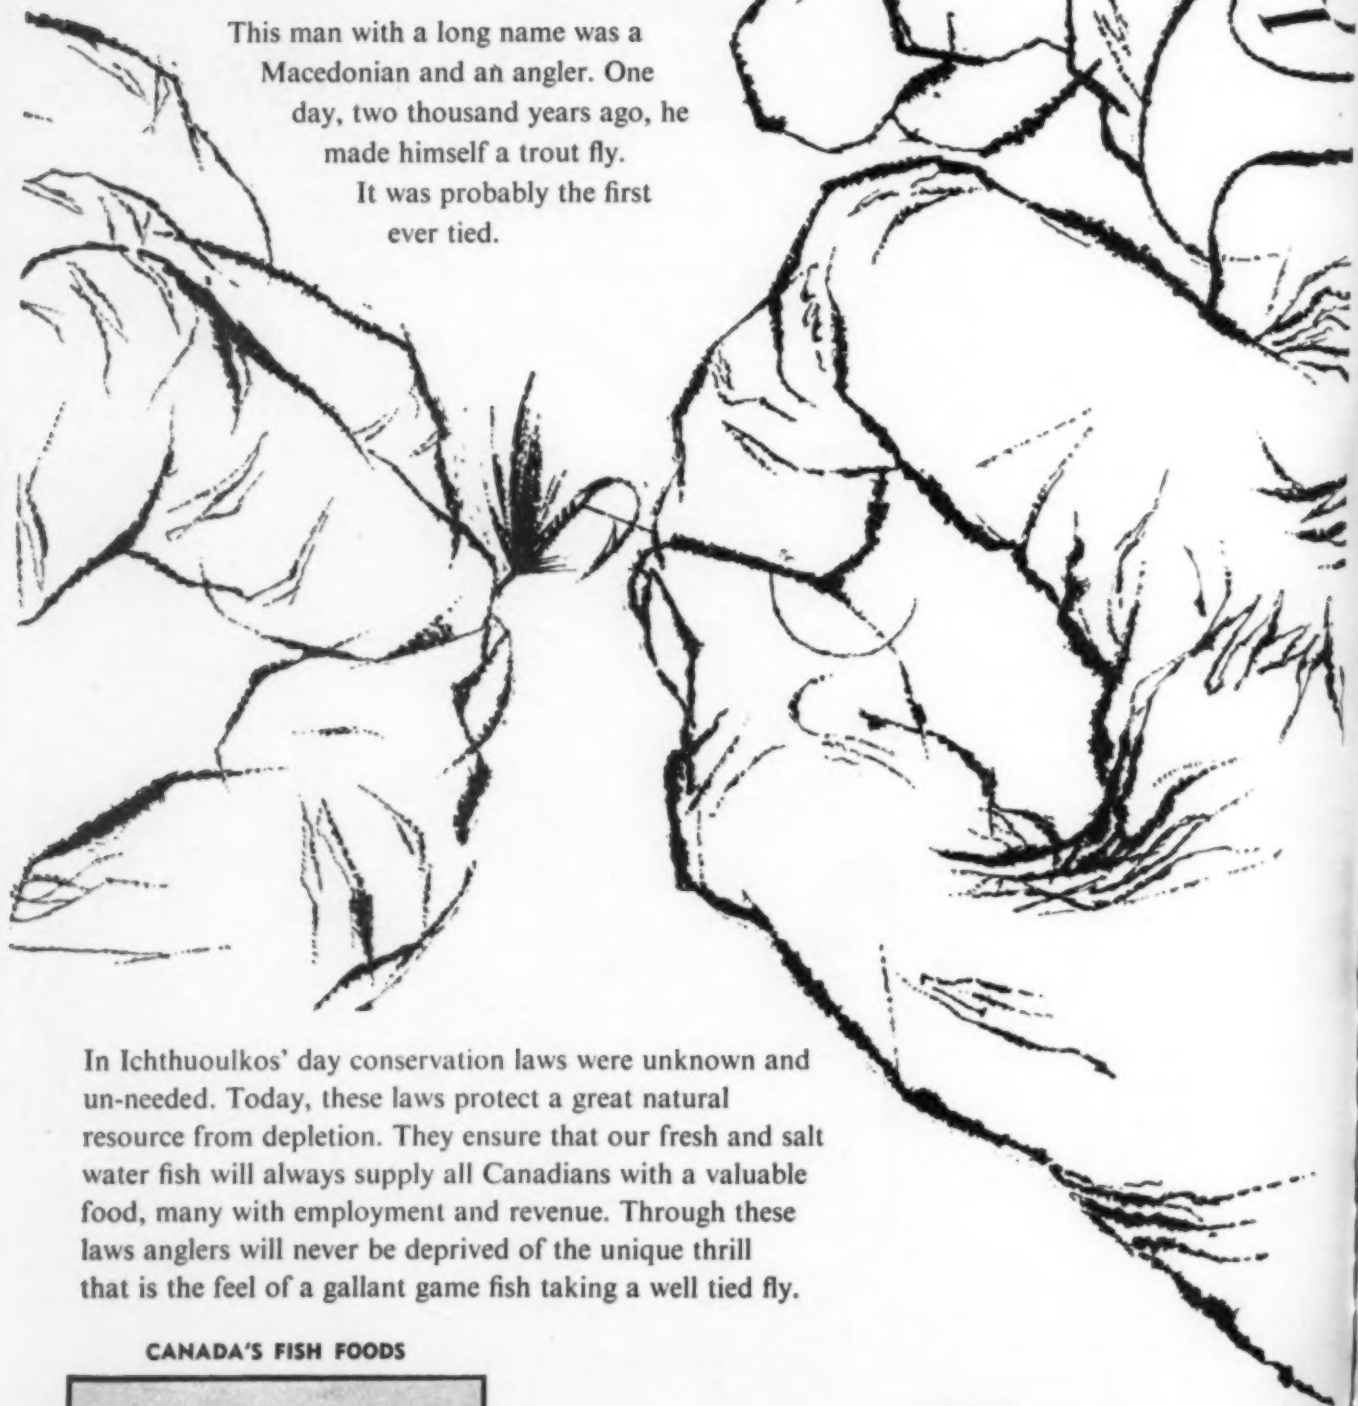 This man with a long name was a
Macedonian and an angler. One
day, two thousand years ago, he
made himself a trout fly.
It was probably the first
ever tied.
In Ichthuoulkos' day conservation laws were unknown and
un-needed. Today, these laws protect a great natural
resource from depletion. They ensure that our fresh and salt
water fish will always supply all Canadians with a valuable
food, many with employment and revenue. Through these
laws anglers will never be deprived of the unique thrill
that is the feel of a gallant game fish taking a well tied fly.
CANADA'S FISH FOODS